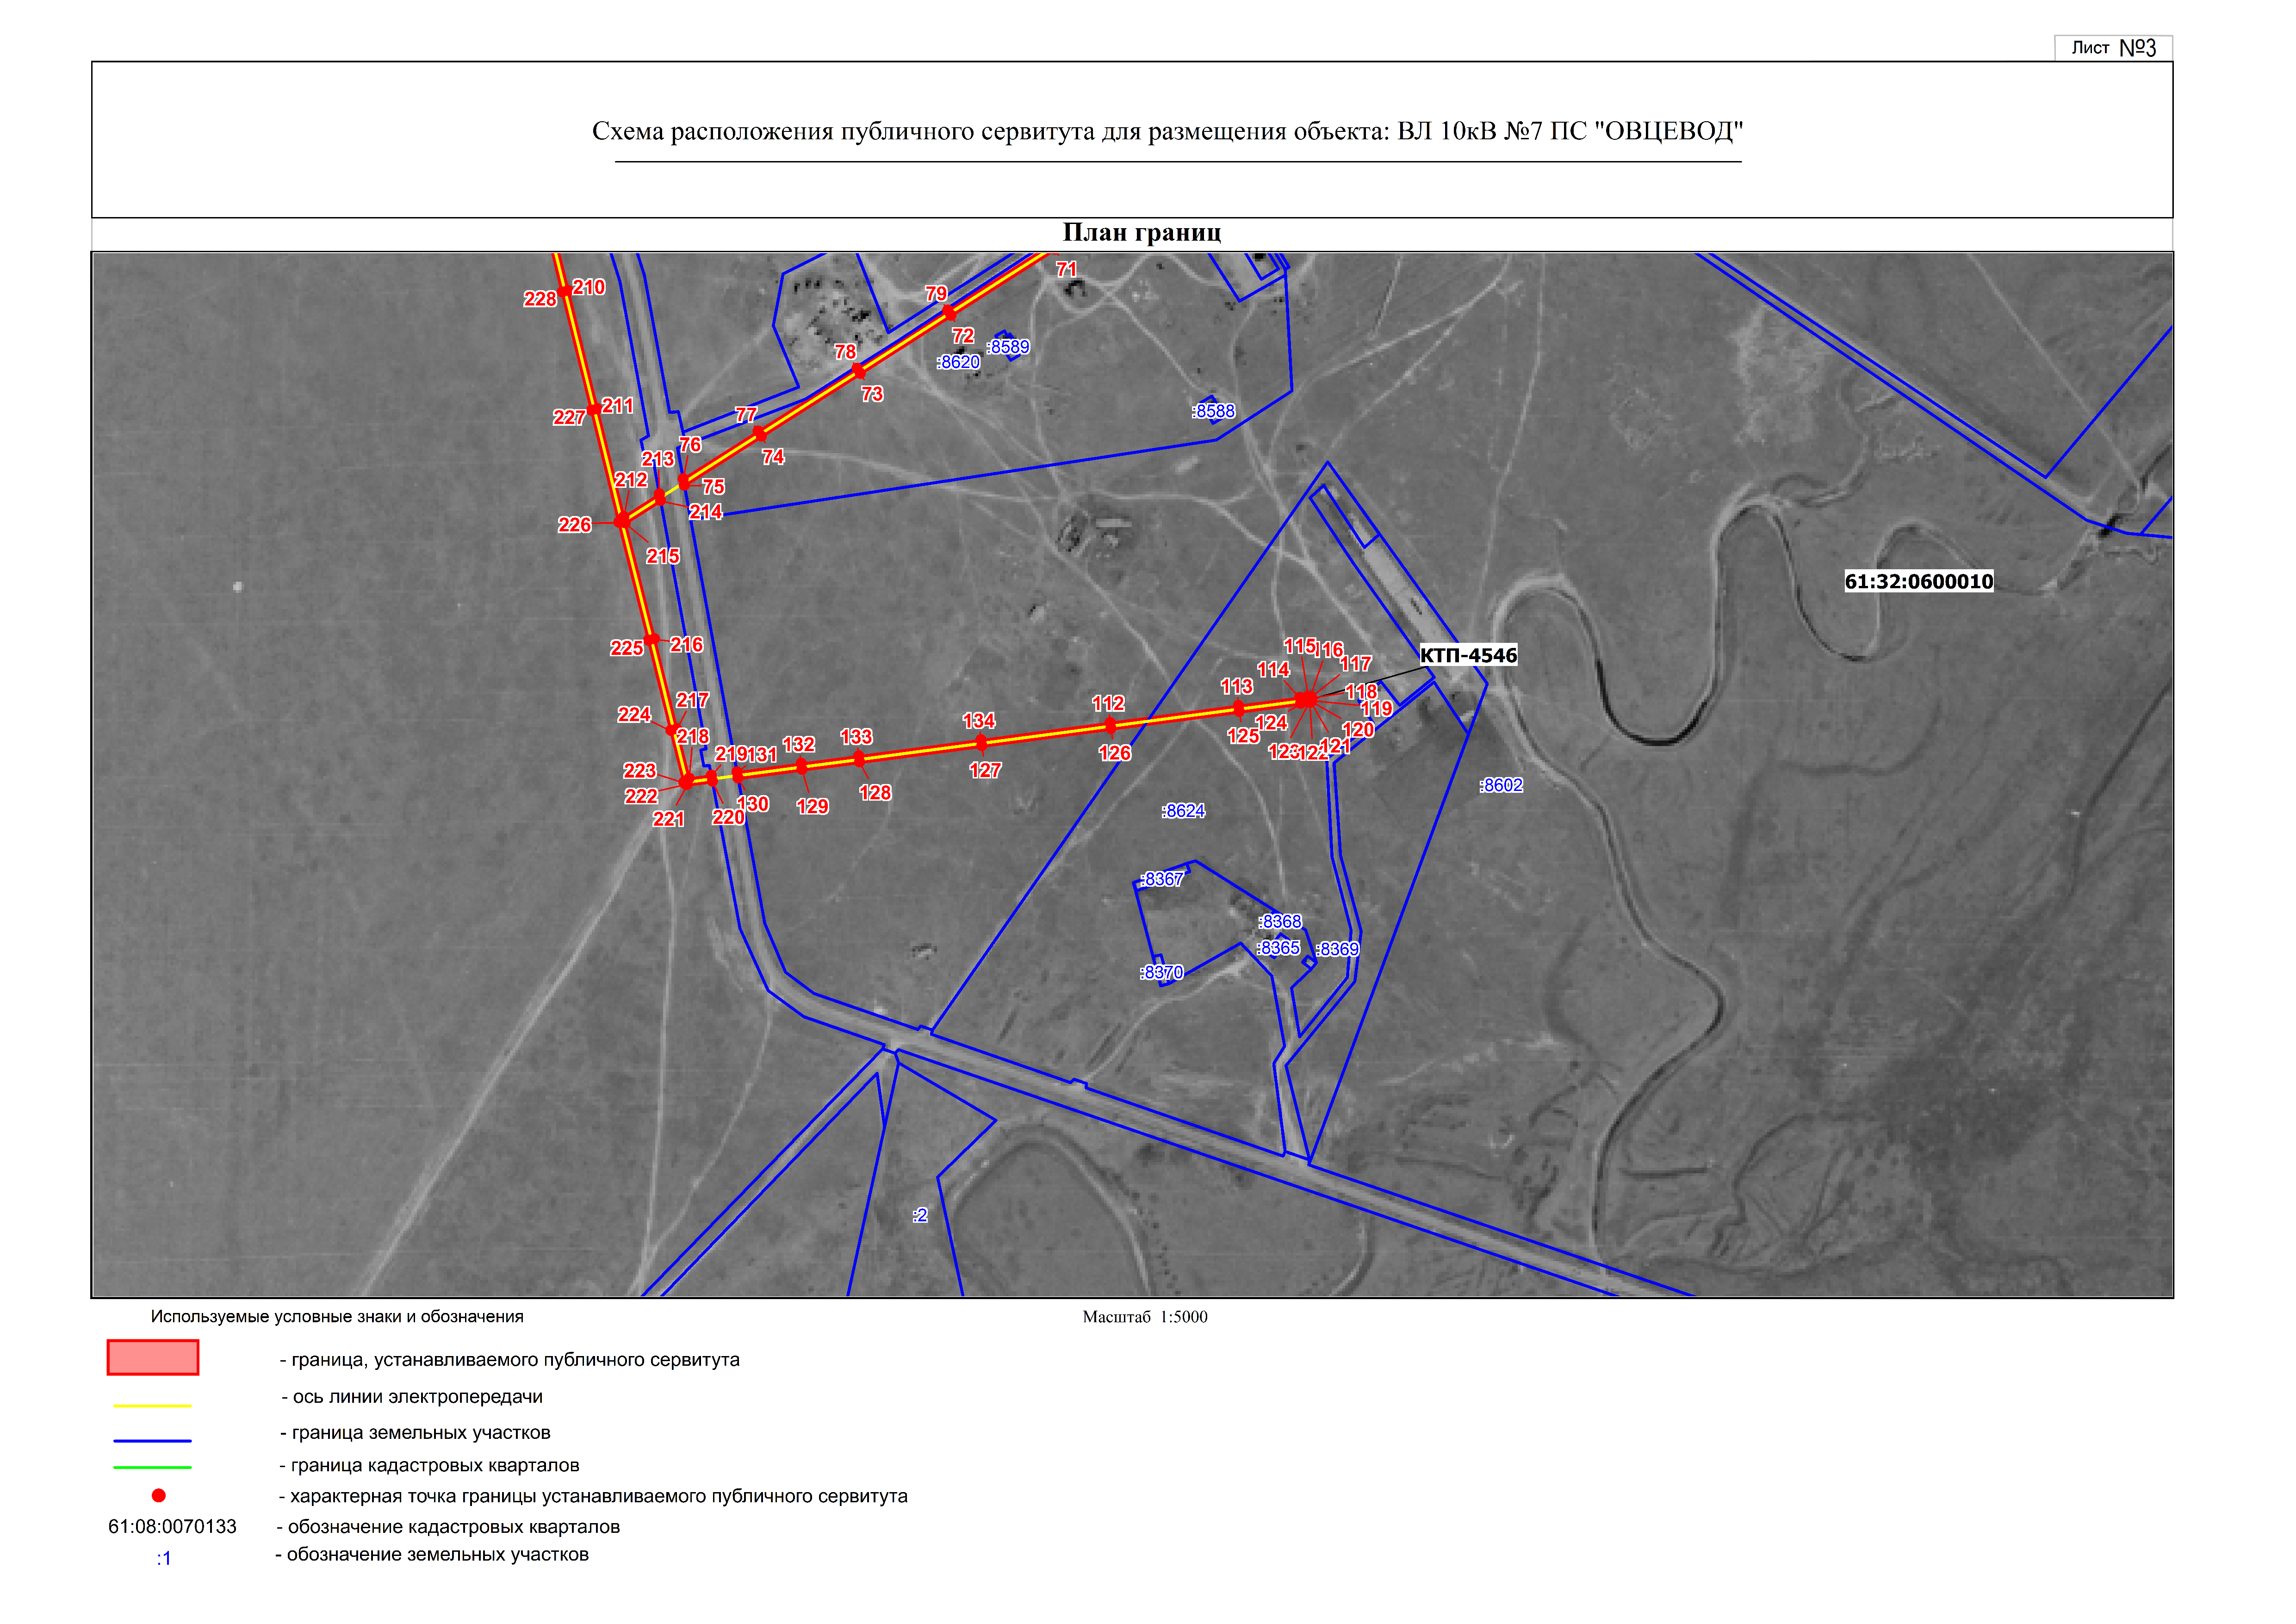 Лист №3
Схема расположения публичного сервитута для размещения объекта: ВЛ 10кВ №7 ПС "ОВЦЕВОД"
План границ
71
228 210
79
72
:8589
:8620
78
73
227 211
77
:8588
76
74
213
212
75
214
226
215
61:32:0600010
225 216
115 116
КТП-4546
114 117
113 118
217
112 119
224
134 124 120
218 133 125
132 123 122 121
219 131 126
223 127
222 128 :8602
130 129
221 220 :8624
:8367
:8368
:8365 :8369
:8370
:2
Используемые условные знаки и обозначения
Масштаб 1:5000
- граница, устанавливаемого публичного сервитута
- ось линии электропередачи
- граница земельных участков
- граница кадастровых кварталов
- характерная точка границы устанавливаемого публичного сервитута
61:08:0070133 - обозначение кадастровых кварталов
:1 - обозначение земельных участков